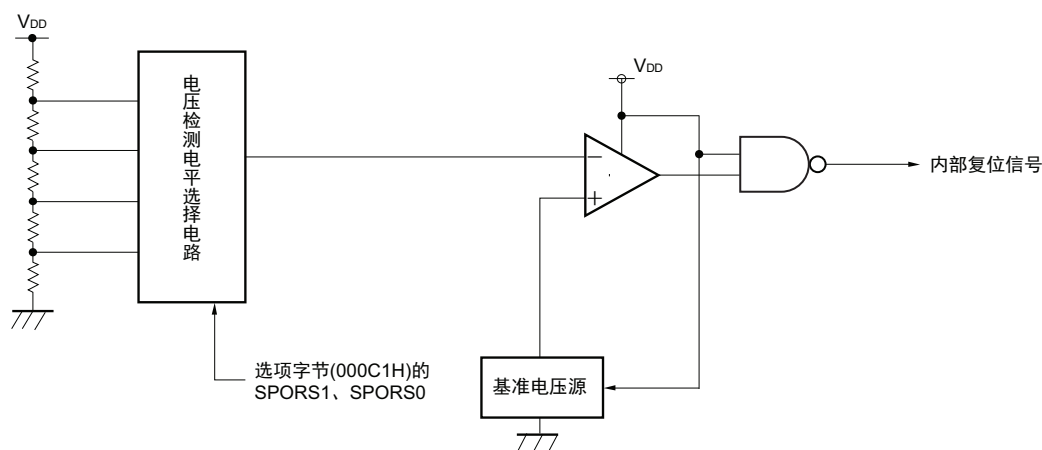 VDD
电压检测电平选择电路
VDD
内部复位信号
选项字节(000C1H)的
SPORS1、SPORS0
基准电压源